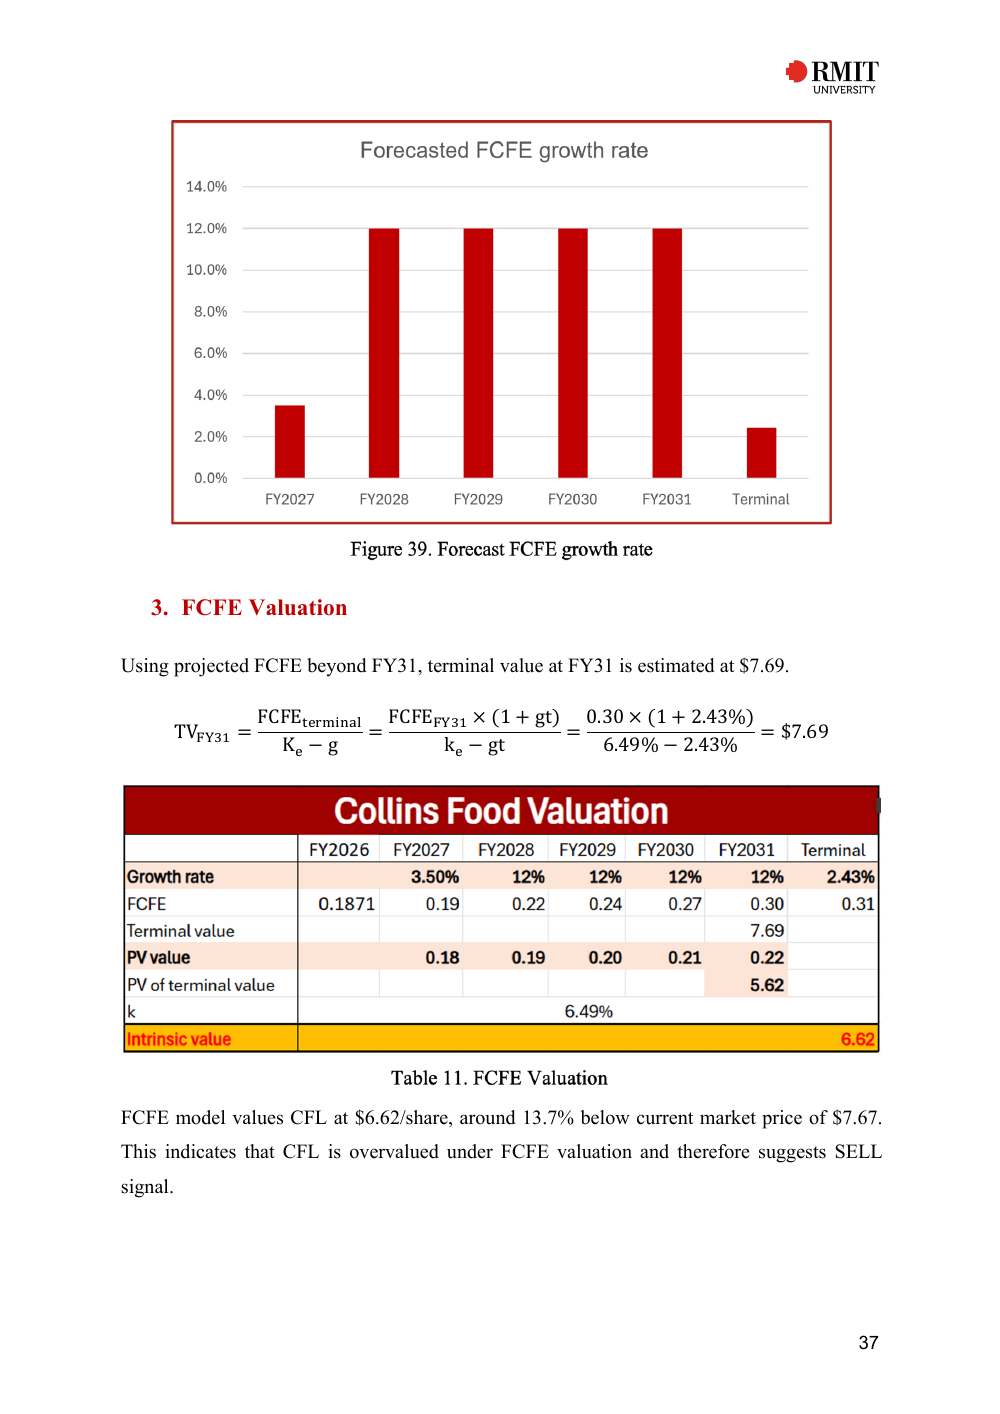 RMIT
UNIVERSITY
Forecasted FCFE growth rate
14.0%
12.0%
10.0%
8.0%
6.0%
4.0%
2.0%
0.0%
FY2027 FY2028 FY2029 FY2030 FY2031 Terminal
Figure 39. Forecast FCFE growth rate
3. FCFE Valuation
Using projected FCFE beyond FY31, terminal value at FY31 is estimated at $7.69.
TV_FY31 = FCFE_terminal / (K_e − g) = FCFE_FY31 × (1 + gt) / (k_e − gt) = 0.30 × (1 + 2.43%) / (6.49% − 2.43%) = $7.69
Collins Food Valuation
FY2026 FY2027 FY2028 FY2029 FY2030 FY2031 Terminal
Growth rate 3.50% 12% 12% 12% 12% 2.43%
FCFE 0.1871 0.19 0.22 0.24 0.27 0.30 0.31
Terminal value 7.69
PV value 0.18 0.19 0.20 0.21 0.22
PV of terminal value 5.62
k 6.49%
Intrinsic value 6.62
Table 11. FCFE Valuation
FCFE model values CFL at $6.62/share, around 13.7% below current market price of $7.67.
This indicates that CFL is overvalued under FCFE valuation and therefore suggests SELL
signal.
37